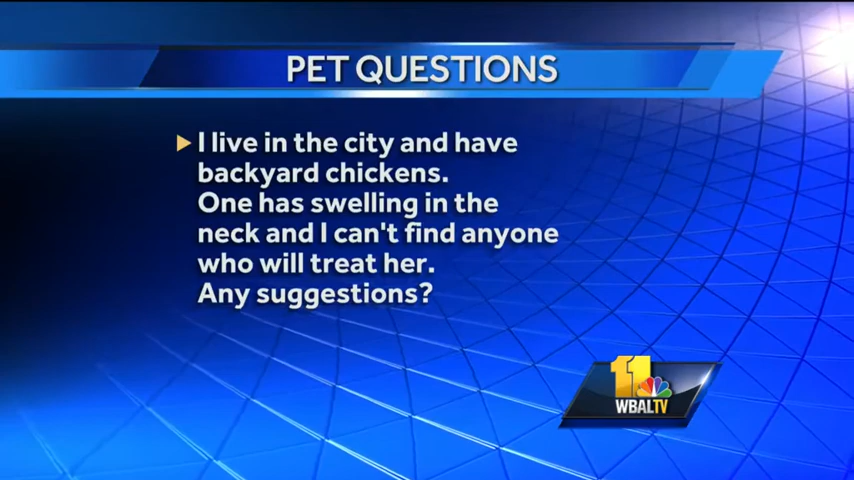 PET QUESTIONS
I live in the city and have
backyard chickens.
One has swelling in the
neck and I can't find anyone
who will treat her.
Any suggestions?
11
WBALTV